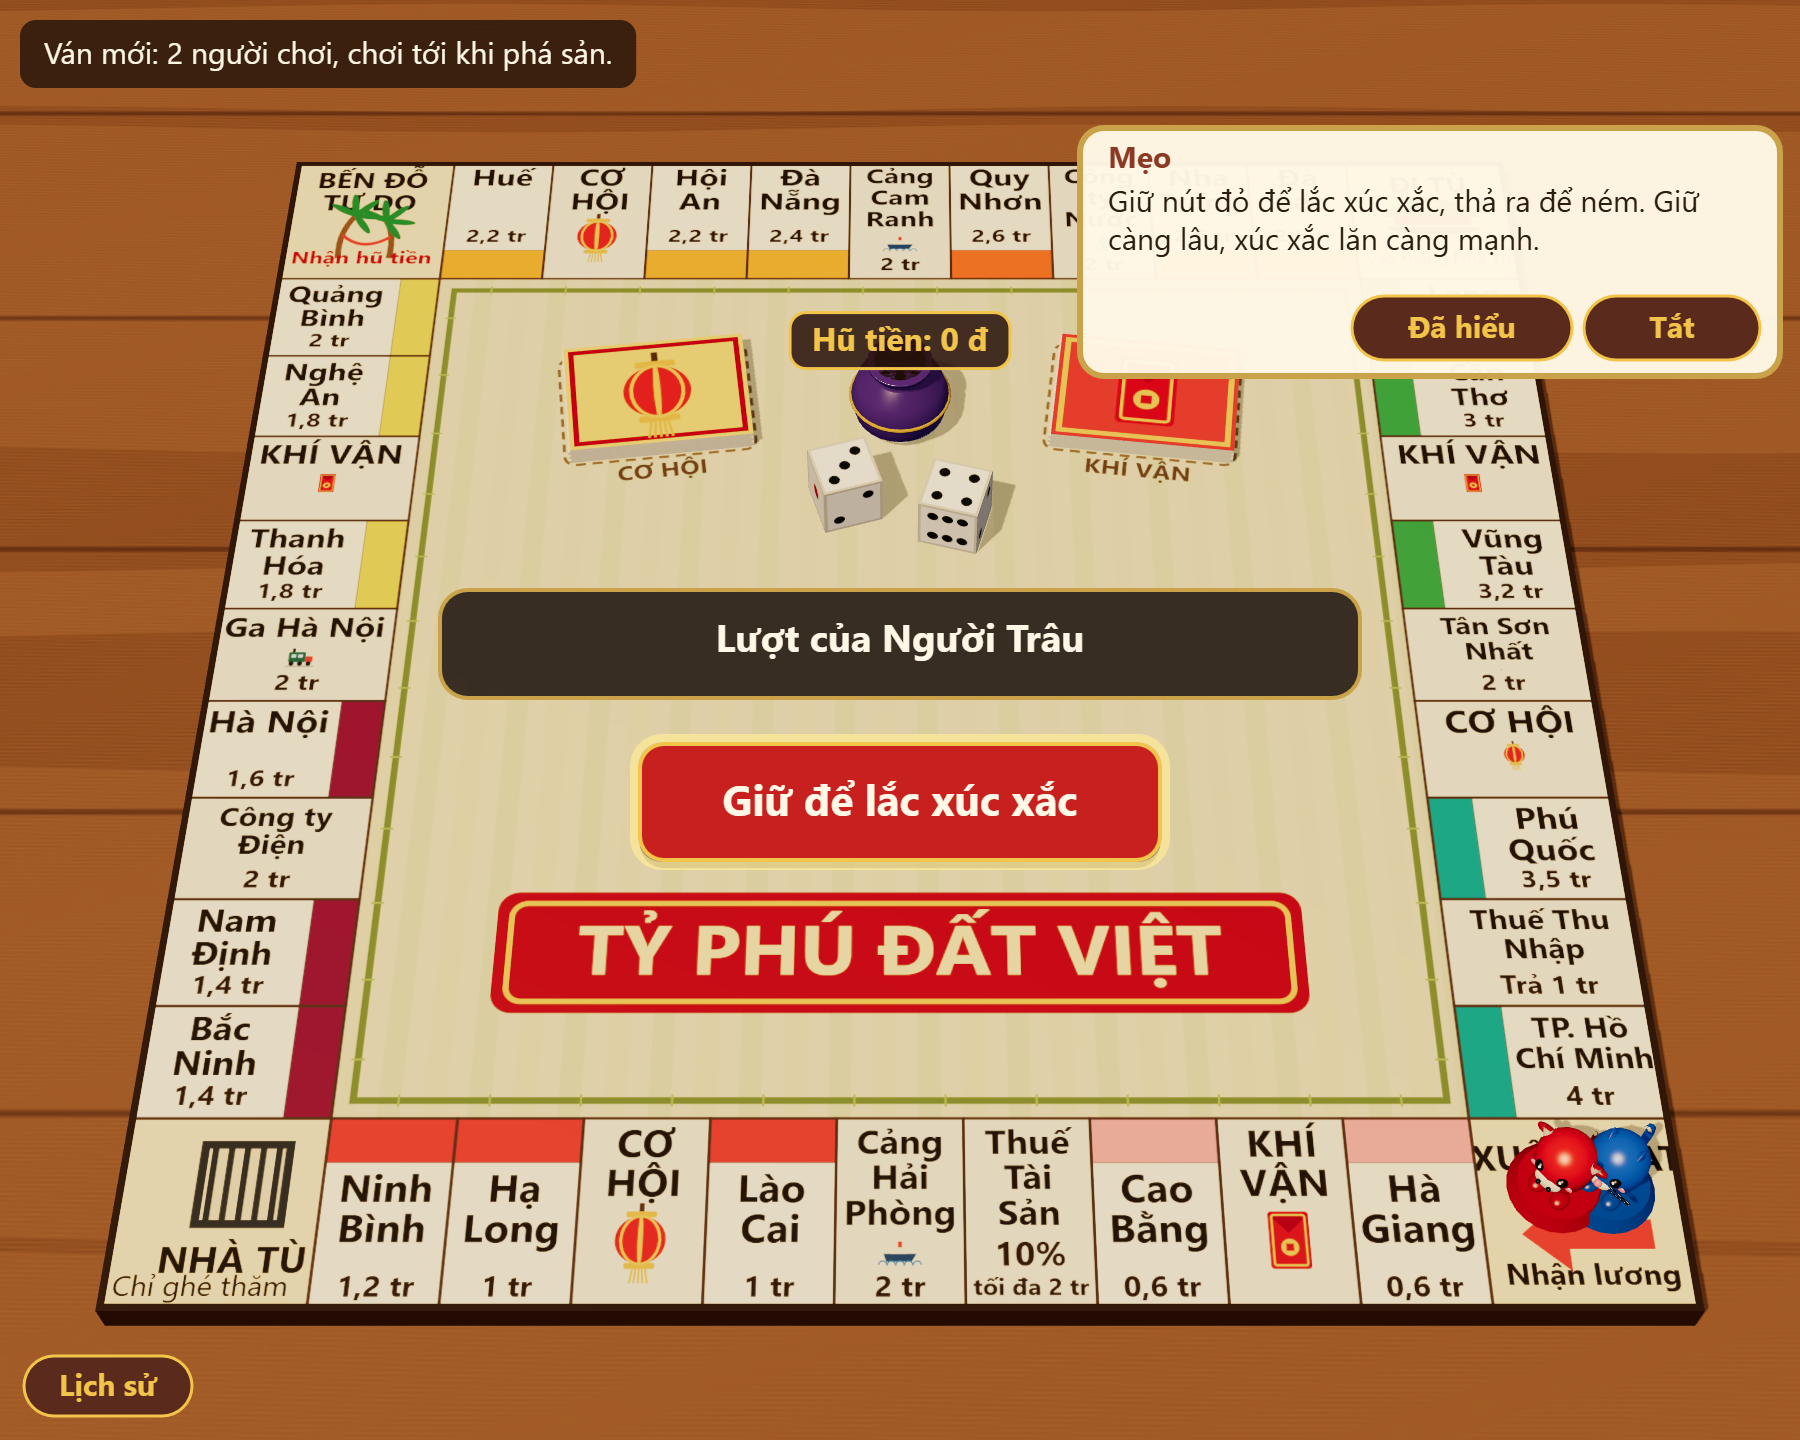 Ván mới: 2 người chơi, chơi tới khi phá sản.
Mẹo
Giữ nút đỏ để lắc xúc xắc, thả ra để ném. Giữ
càng lâu, xúc xắc lăn càng mạnh.
Đã hiểu
Tắt
BẾN ĐỖ
TỰ DO
Nhận hũ tiền
Huế
2,2 tr
CƠ
HỘI
Hội
An
2,2 tr
Đà
Nẵng
2,4 tr
Cảng
Cam
Ranh
2 tr
Quy
Nhơn
2,6 tr
Quảng
Bình
2 tr
Nghệ
An
1,8 tr
KHÍ VẬN
Thanh
Hóa
1,8 tr
Ga Hà Nội
2 tr
Hà Nội
1,6 tr
Công ty
Điện
2 tr
Nam
Định
1,4 tr
Bắc
Ninh
1,4 tr
Hũ tiền: 0 đ
CƠ HỘI
KHÍ VẬN
Lượt của Người Trâu
Giữ để lắc xúc xắc
TỶ PHÚ ĐẤT VIỆT
Thơ
3 tr
KHÍ VẬN
Vũng
Tàu
3,2 tr
Tân Sơn
Nhất
2 tr
CƠ HỘI
Phú
Quốc
3,5 tr
Thuế Thu
Nhập
Trả 1 tr
TP. Hồ
Chí Minh
4 tr
NHÀ TÙ
Chỉ ghé thăm
Ninh
Bình
1,2 tr
Hạ
Long
1 tr
CƠ
HỘI
Lào
Cai
1 tr
Cảng
Hải
Phòng
2 tr
Thuế
Tài
Sản
10%
tối đa 2 tr
Cao
Bằng
0,6 tr
KHÍ
VẬN
Hà
Giang
0,6 tr
Nhận lương
Lịch sử